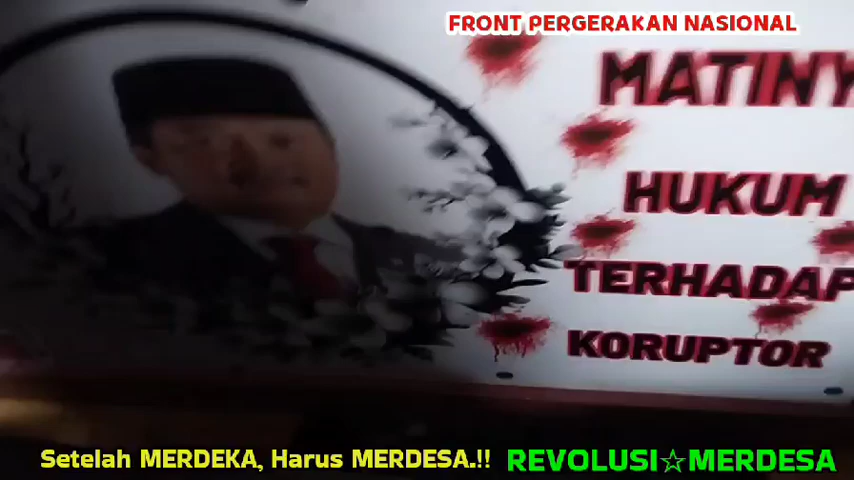 FRONT PERGERAKAN NASIONAL
MATINY
HUKUM
TERHADAP
KORUPTOR
Setelah MERDEKA, Harus MERDESA.!!
REVOLUSI☆MERDESA